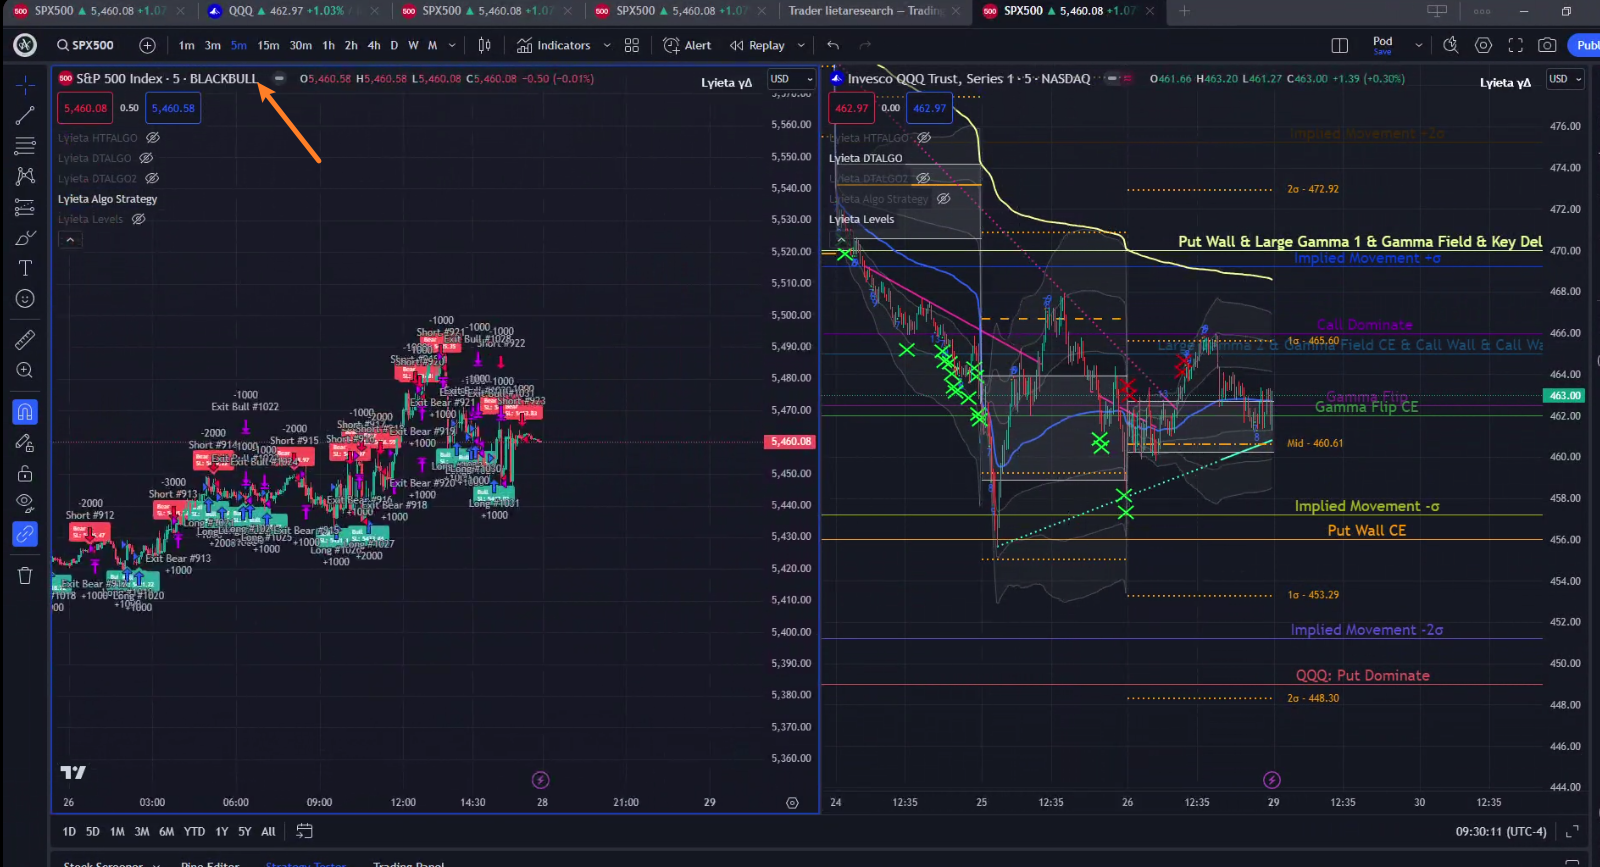 SPX500 ▲ 5,460.08 +1.07
QQQ ▲ 462.97 +1.03%
SPX500 ▲ 5,460.08 +1.07
SPX500 ▲ 5,460.08 +1.07
Trader lietaresearch — Trading
SPX500 ▲ 5,460.08 +1.07
SPX500
1m 3m 5m 15m 30m 1h 2h 4h D W M
Indicators
Alert
Replay
Pod
Save
Publ
S&P 500 Index · 5 · BLACKBULL
O5,460.58 H5,460.58 L5,460.08 C5,460.08 -0.50 (-0.01%)
Lyieta γΔ
USD
5,460.08 0.50 5,460.58
Lyieta HTFALGO
Lyieta DTALGO
Lyieta DTALGO2
Lyieta Algo Strategy
Lyieta Levels
-1000
Short #921
-1000
Exit Bull #1028
-1000
Short #922
-1000
Exit Bull #1022
-2000
Short #914
-2000
Short #915
-3000
Short #913
-2000
Short #912
Exit Bear #921
+1000
Exit Bear #919
+1000
Exit Bear #920
+1000
Long #1031
+1000
Exit Bear #916
+1000
Exit Bear #918
+1000
Exit Bear #913
+1000
Long #1020
+1000
5,570.00
5,560.00
5,550.00
5,540.00
5,530.00
5,520.00
5,510.00
5,500.00
5,490.00
5,480.00
5,470.00
5,460.08
5,450.00
5,440.00
5,430.00
5,420.00
5,410.00
5,400.00
5,390.00
5,380.00
5,370.00
5,360.00
26 03:00 06:00 09:00 12:00 14:30 28 21:00 29
Invesco QQQ Trust, Series 1 · 5 · NASDAQ
O461.66 H463.20 L461.27 C463.00 +1.39 (+0.30%)
Lyieta γΔ
USD
462.97 0.00 462.97
Lyieta HTFALGO
Lyieta DTALGO
Lyieta DTALGO2
Lyieta Algo Strategy
Lyieta Levels
Implied Movement +2σ
2σ - 472.92
Put Wall & Large Gamma 1 & Gamma Field & Key Del
Implied Movement +σ
Call Dominate
1σ - 465.60
Large Gamma 2 & Gamma Field CE & Call Wall & Call Wa
Gamma Flip
Gamma Flip CE
Mid - 460.61
Implied Movement -σ
Put Wall CE
1σ - 453.29
Implied Movement -2σ
QQQ: Put Dominate
2σ - 448.30
476.00
474.00
472.00
470.00
468.00
466.00
464.00
463.00
462.00
460.00
458.00
456.00
454.00
452.00
450.00
448.00
446.00
444.00
24 12:35 25 12:35 26 12:35 29 12:35 30 12:35
1D 5D 1M 3M 6M YTD 1Y 5Y All
09:30:11 (UTC-4)
Stock Screener Pine Editor Strategy Tester Trading Panel